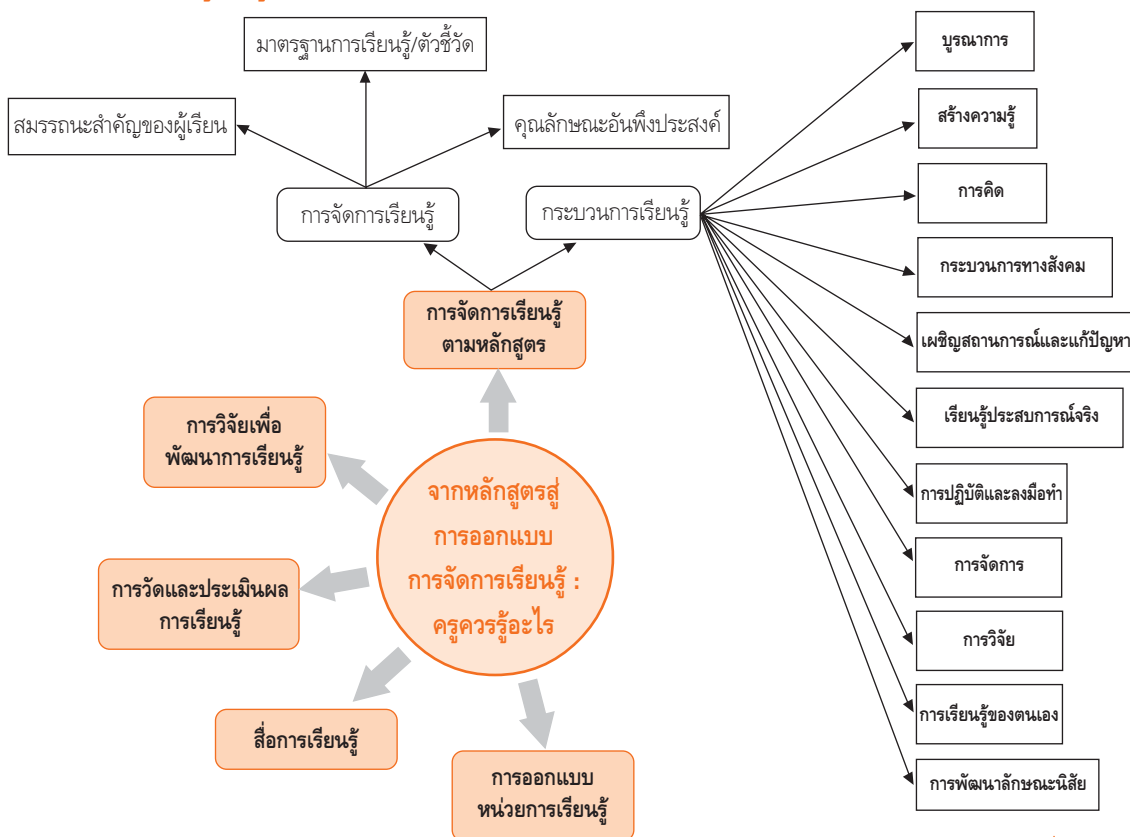 มาตรฐานการเรียนรู้/ตัวชี้วัด
สมรรถนะสำคัญของผู้เรียน
คุณลักษณะอันพึงประสงค์
การจัดการเรียนรู้
กระบวนการเรียนรู้
บูรณาการ
สร้างความรู้
การคิด
กระบวนการทางสังคม
เผชิญสถานการณ์และแก้ปัญหา
เรียนรู้ประสบการณ์จริง
การปฏิบัติและลงมือทำ
การจัดการ
การวิจัย
การเรียนรู้ของตนเอง
การพัฒนาลักษณะนิสัย
การจัดการเรียนรู้
ตามหลักสูตร
การวิจัยเพื่อ
พัฒนาการเรียนรู้
จากหลักสูตรสู่
การออกแบบ
การจัดการเรียนรู้ :
ครูควรรู้อะไร
การวัดและประเมินผล
การเรียนรู้
สื่อการเรียนรู้
การออกแบบ
หน่วยการเรียนรู้